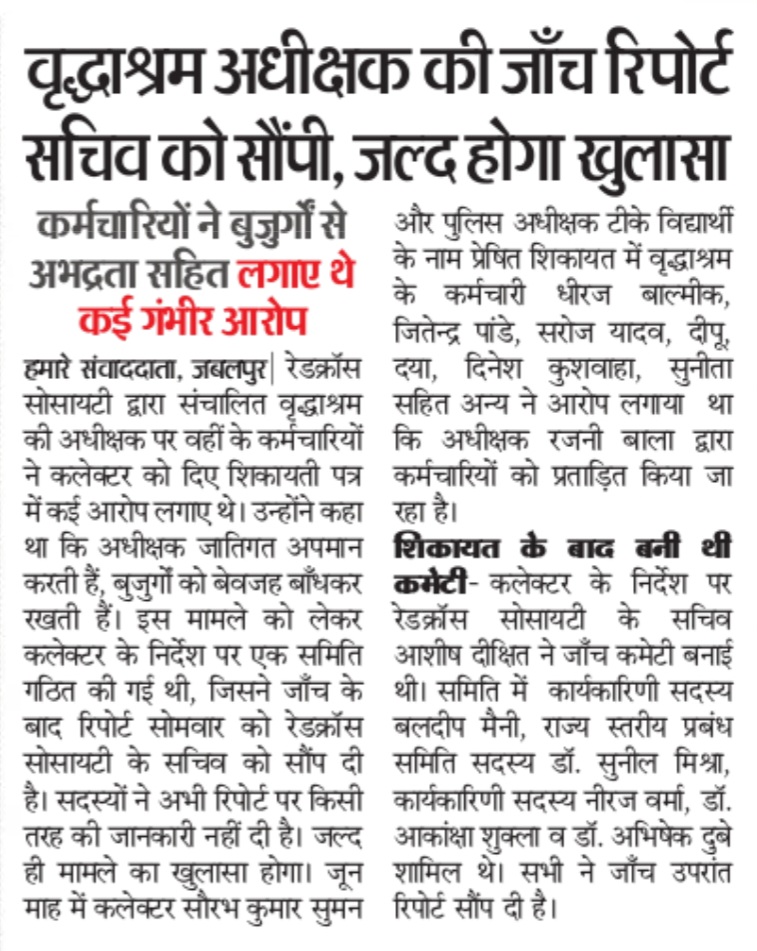 वृद्धाश्रम अधीक्षक की जाँच रिपोर्ट
सचिव को सौंपी, जल्द होगा खुलासा
कर्मचारियों ने बुजुर्गों से
अभद्रता सहित लगाए थे
कई गंभीर आरोप
हमारे संवाददाता, जबलपुर| रेडक्रॉस
सोसायटी द्वारा संचालित वृद्धाश्रम
की अधीक्षक पर वहीं के कर्मचारियों
ने कलेक्टर को दिए शिकायती पत्र
में कई आरोप लगाए थे। उन्होंने कहा
था कि अधीक्षक जातिगत अपमान
करती हैं, बुजुर्गों को बेवजह बाँधकर
रखती हैं। इस मामले को लेकर
कलेक्टर के निर्देश पर एक समिति
गठित की गई थी, जिसने जाँच के
बाद रिपोर्ट सोमवार को रेडक्रॉस
सोसायटी के सचिव को सौंप दी
है। सदस्यों ने अभी रिपोर्ट पर किसी
तरह की जानकारी नहीं दी है। जल्द
ही मामले का खुलासा होगा। जून
माह में कलेक्टर सौरभ कुमार सुमन
और पुलिस अधीक्षक टीके विद्यार्थी
के नाम प्रेषित शिकायत में वृद्धाश्रम
के कर्मचारी धीरज बाल्मीक,
जितेन्द्र पांडे, सरोज यादव, दीपू,
दया, दिनेश कुशवाहा, सुनीता
सहित अन्य ने आरोप लगाया था
कि अधीक्षक रजनी बाला द्वारा
कर्मचारियों को प्रताड़ित किया जा
रहा है।
शिकायत के बाद बनी थी
कमेटी- कलेक्टर के निर्देश पर
रेडक्रॉस सोसायटी के सचिव
आशीष दीक्षित ने जाँच कमेटी बनाई
थी। समिति में कार्यकारिणी सदस्य
बलदीप मैनी, राज्य स्तरीय प्रबंध
समिति सदस्य डॉ. सुनील मिश्रा,
कार्यकारिणी सदस्य नीरज वर्मा, डॉ.
आकांक्षा शुक्ला व डॉ. अभिषेक दुबे
शामिल थे। सभी ने जाँच उपरांत
रिपोर्ट सौंप दी है।